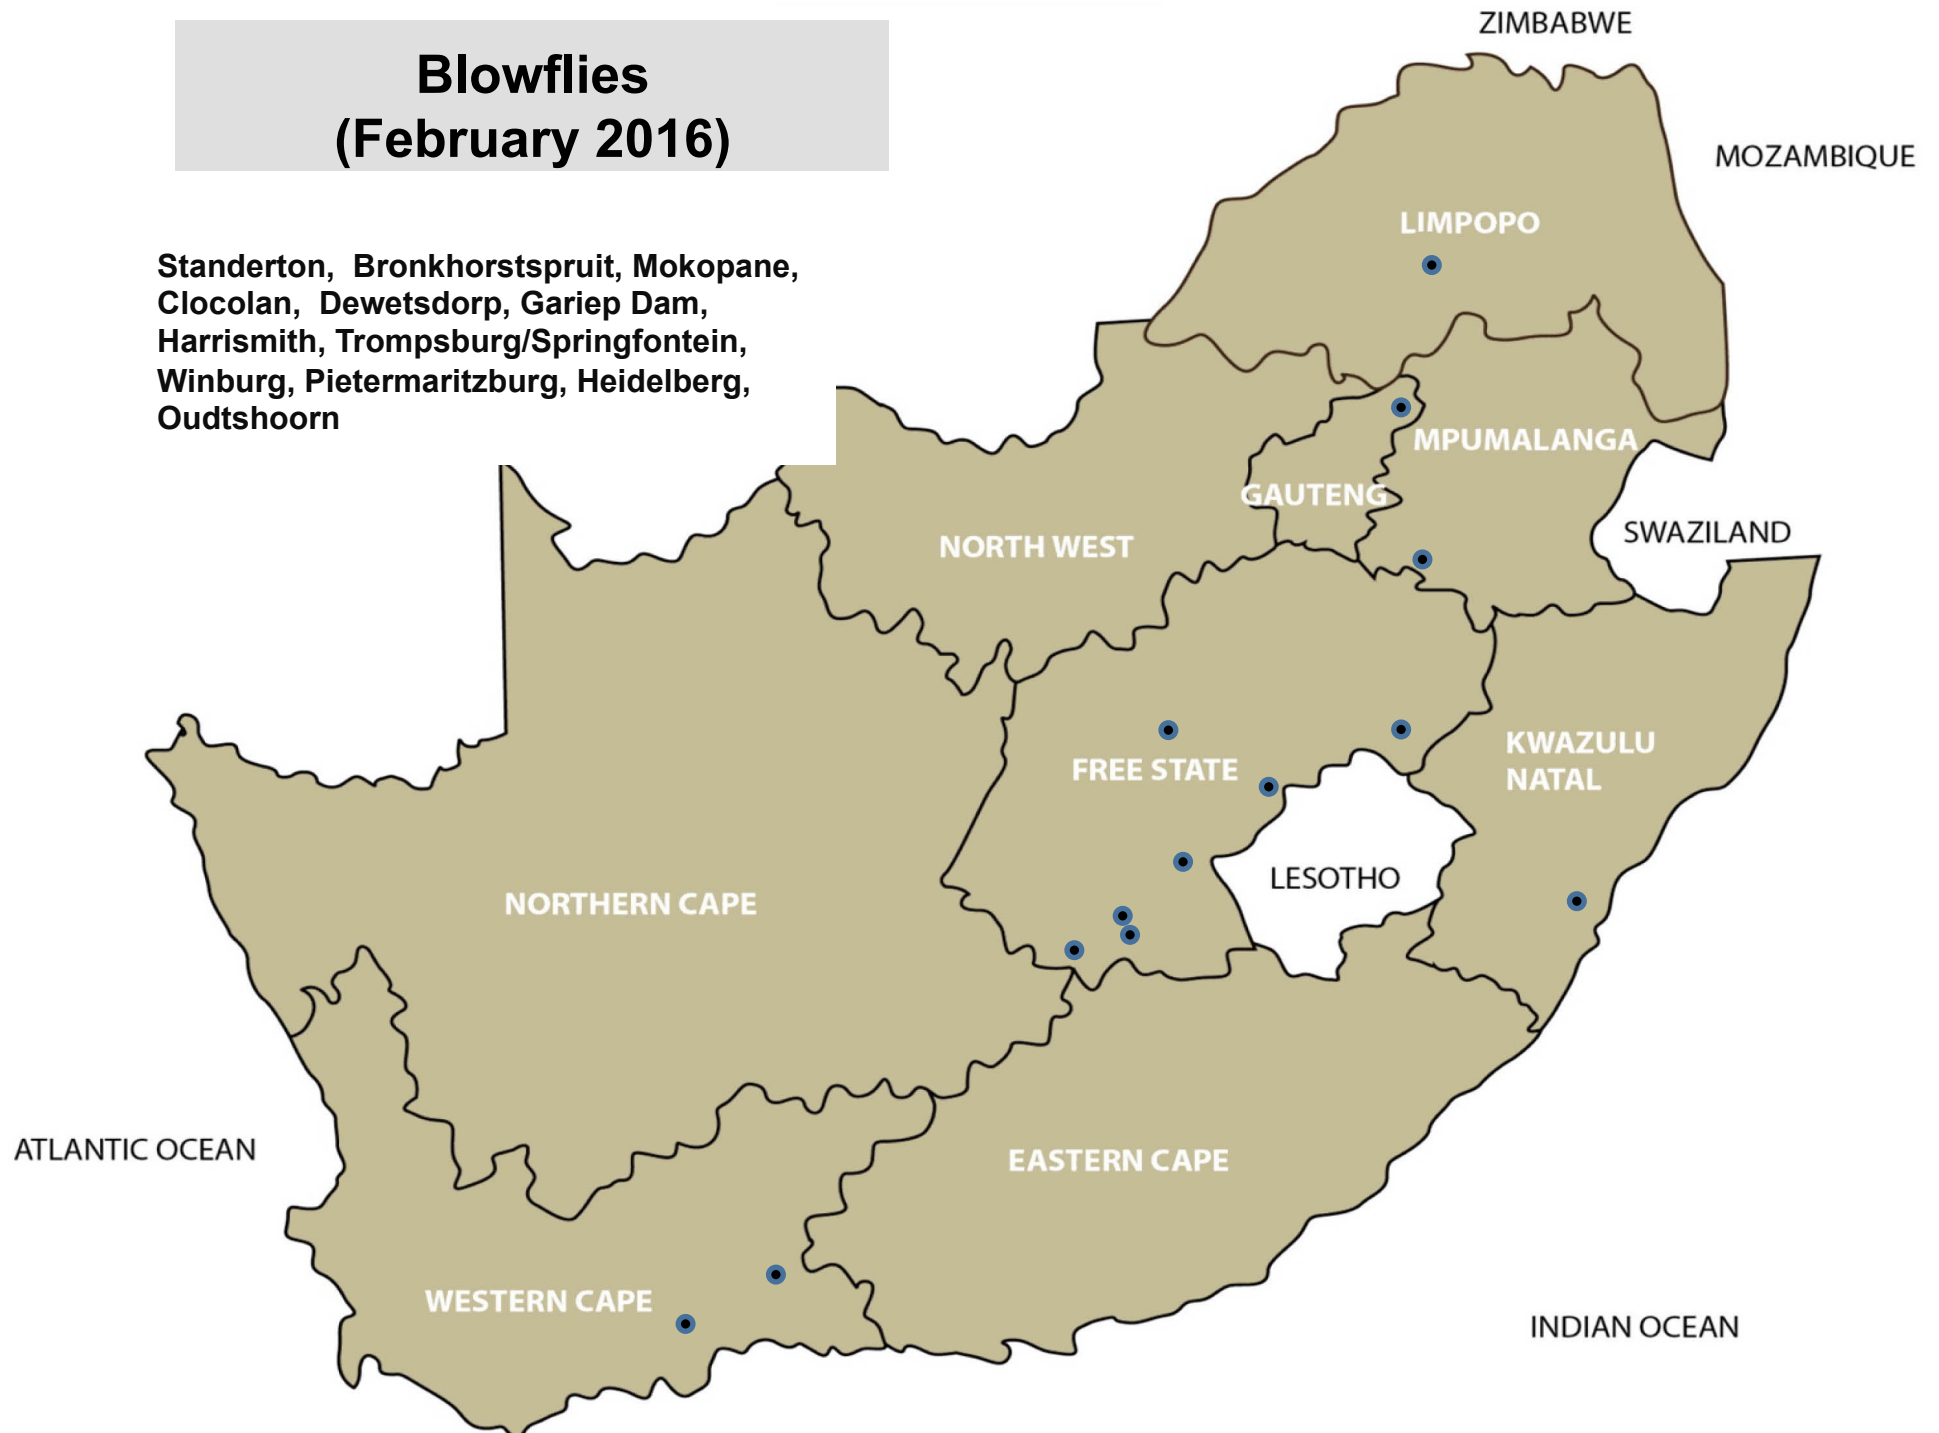 Blowflies
(February 2016)
Standerton, Bronkhorstspruit, Mokopane,
Clocolan, Dewetsdorp, Gariep Dam,
Harrismith, Trompsburg/Springfontein,
Winburg, Pietermaritzburg, Heidelberg,
Oudtshoorn
ZIMBABWE
MOZAMBIQUE
LIMPOPO
MPUMALANGA
GAUTENG
SWAZILAND
NORTH WEST
KWAZULU
NATAL
FREE STATE
LESOTHO
NORTHERN CAPE
ATLANTIC OCEAN
EASTERN CAPE
WESTERN CAPE
INDIAN OCEAN